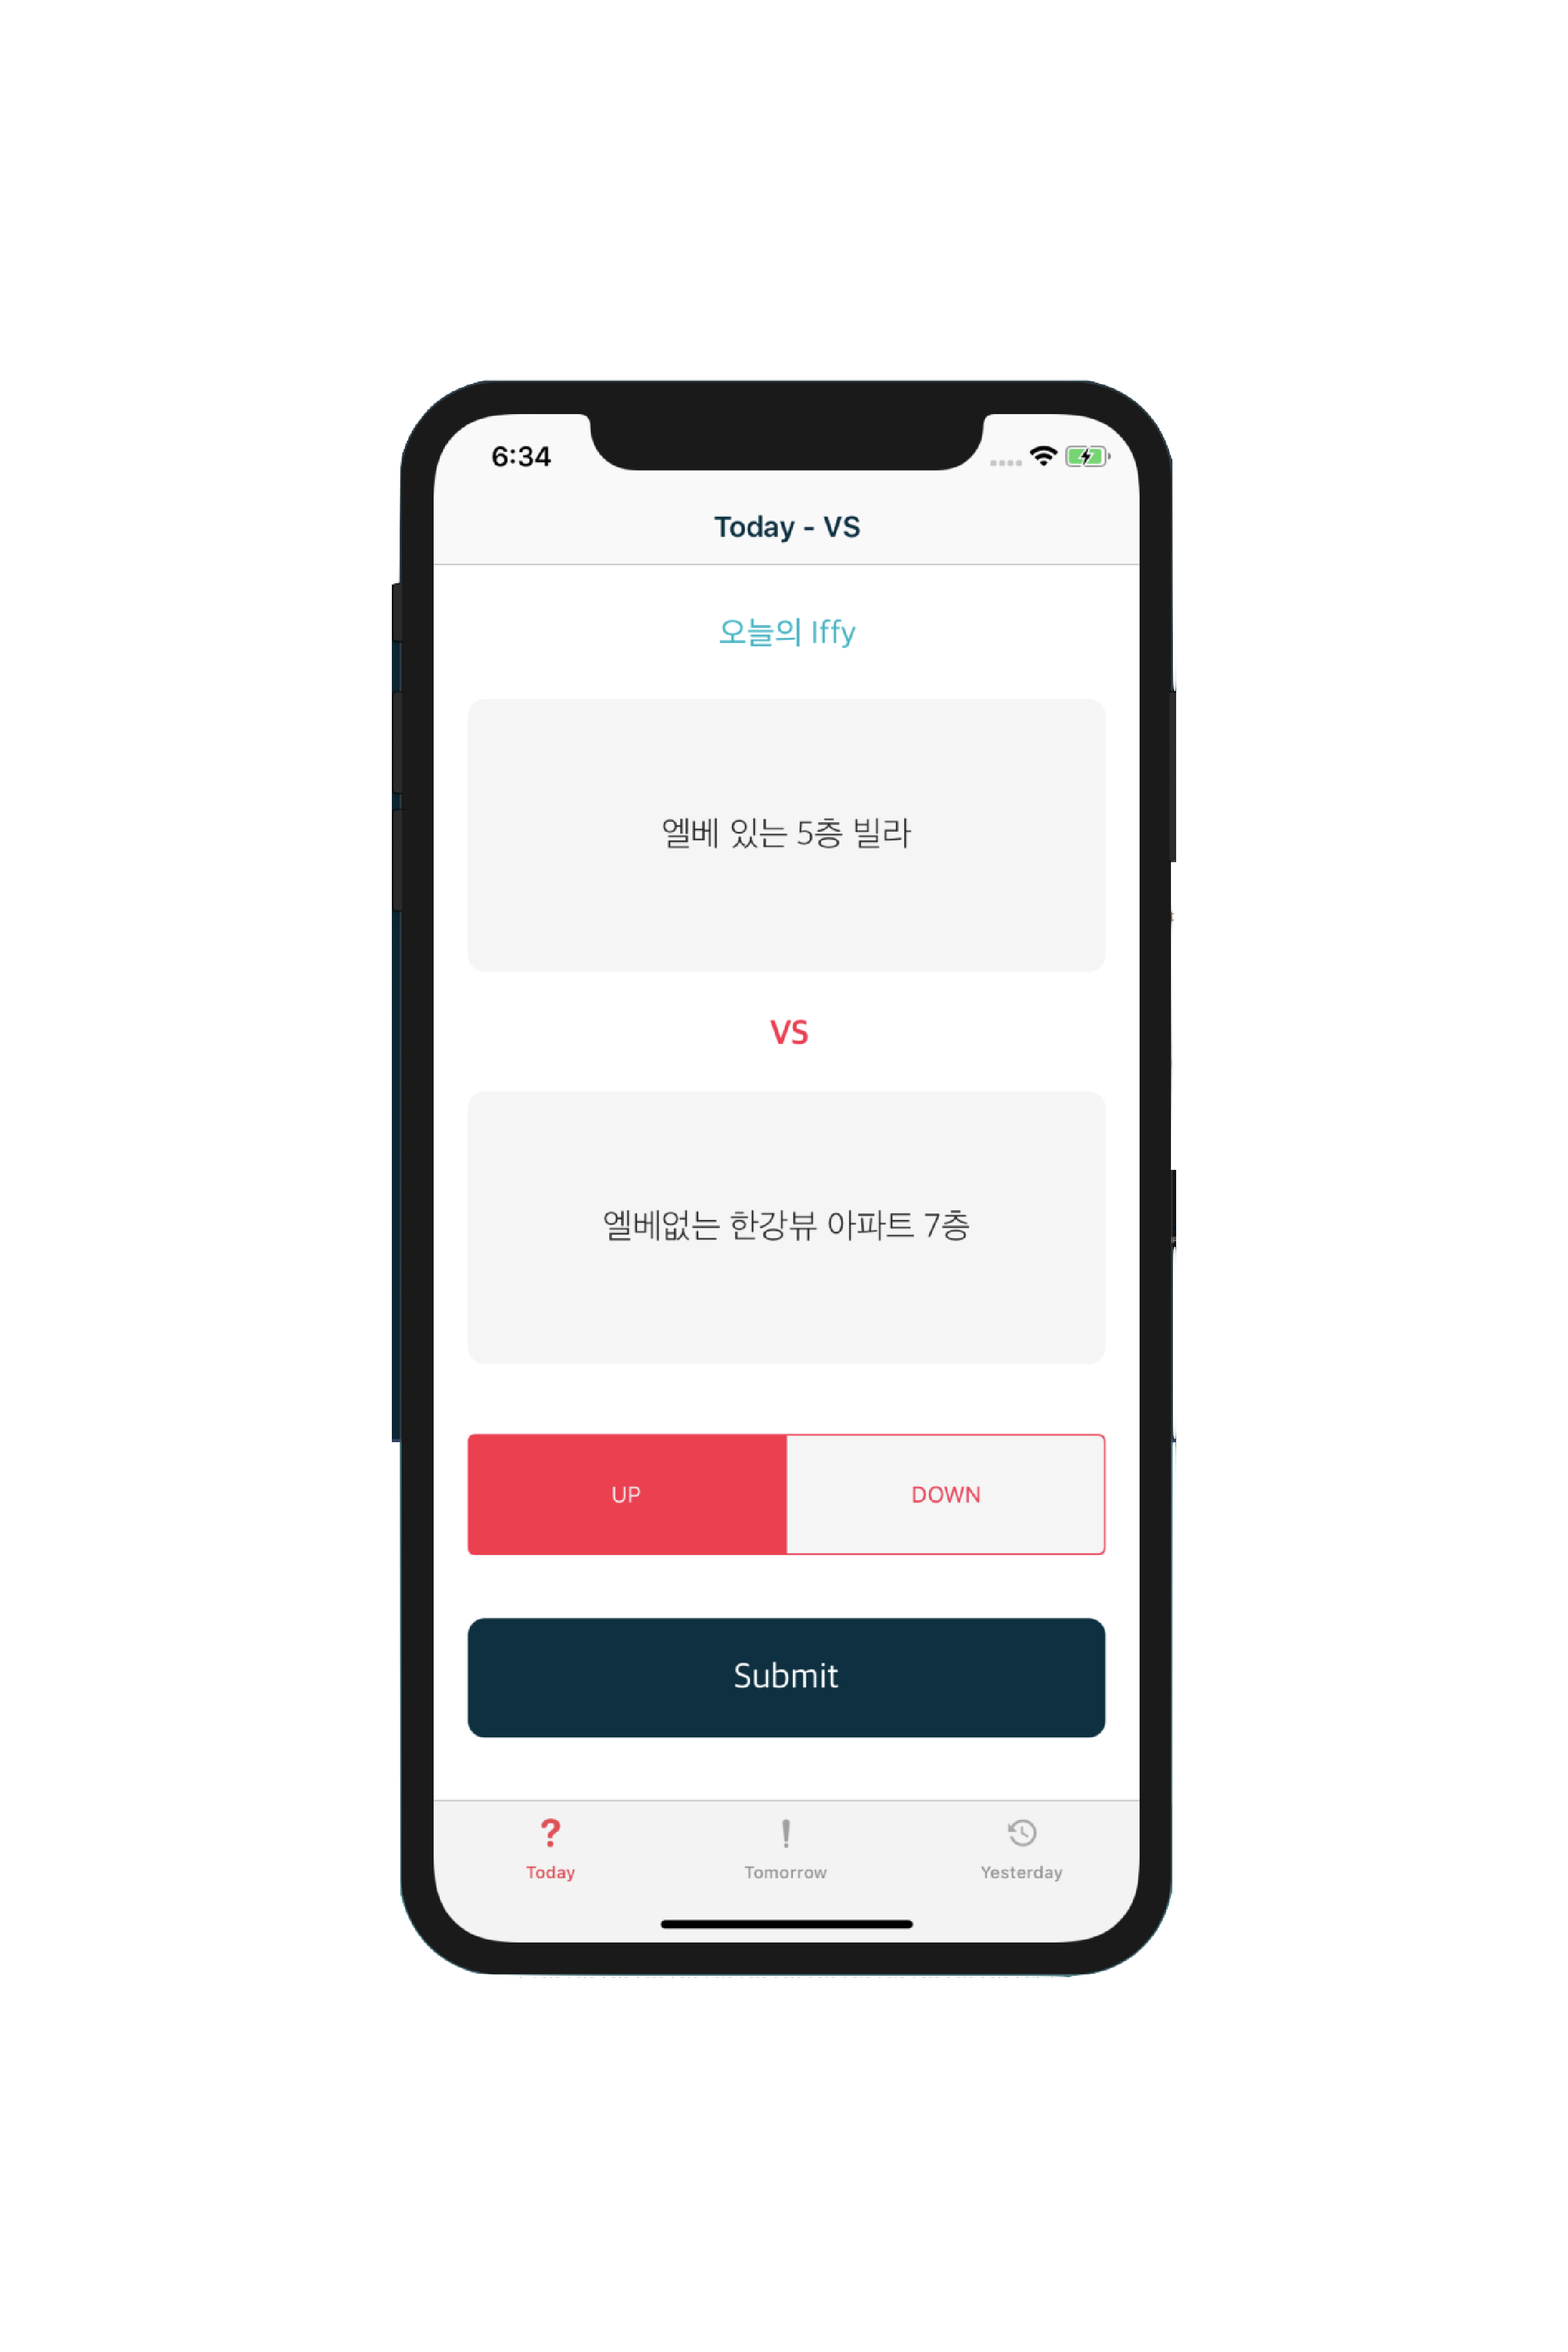 6:34
Today - VS
오늘의 Iffy
엘베 있는 5층 빌라
VS
엘베없는 한강뷰 아파트 7층
UP DOWN
Submit
Today Tomorrow Yesterday